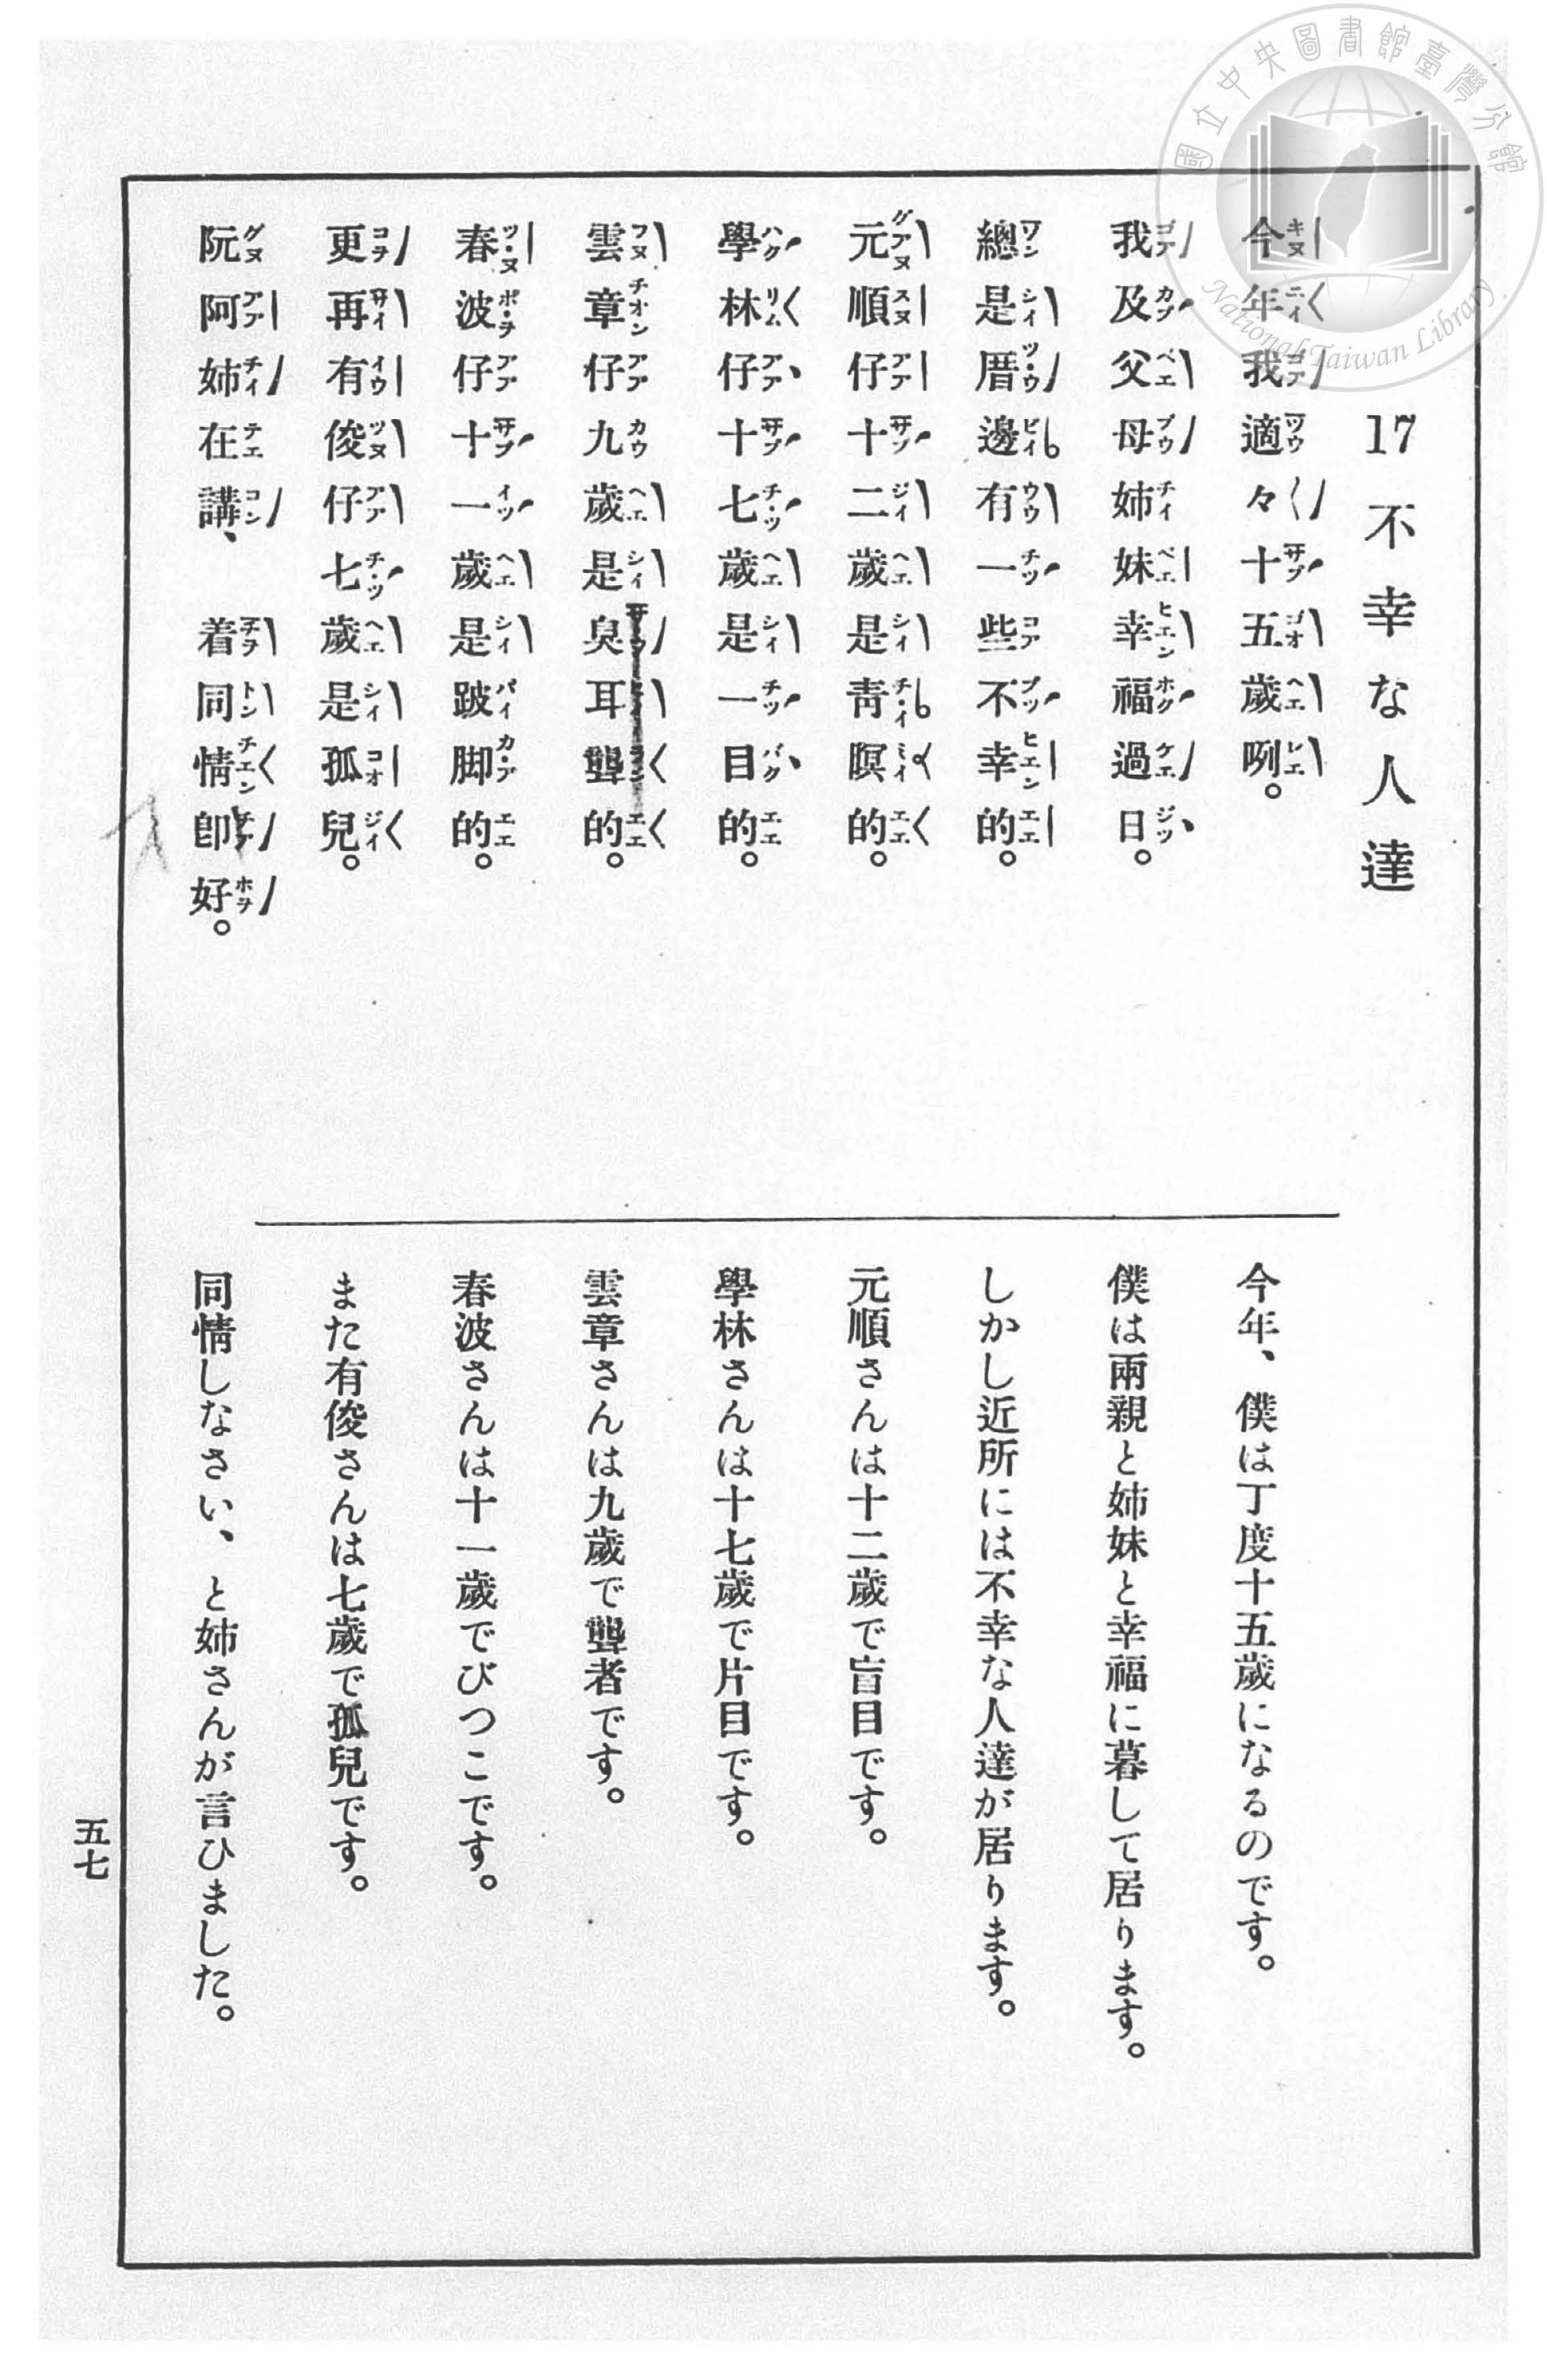 國立中央圖書館臺灣分館
National Taiwan Library
17 不幸な人達
今年我適々十五歲咧。
我及父母姉妹幸福過日。
總是厝邊有一些不幸的。
元順仔十二歲是靑瞑的。
學林仔十七歲是一目的。
雲章仔九歲是臭耳聾的。
春波仔十一歲是跛脚的。
更再有俊仔七歲是孤兒。
阮阿姉在講、着同情卽好。
今年、僕は丁度十五歲になるのです。
僕は兩親と姉妹と幸福に暮して居ります。
しかし近所には不幸な人達が居ります。
元順さんは十二歲で盲目です。
學林さんは十七歲で片目です。
雲章さんは九歲で聾者です。
春波さんは十一歲でびつこです。
また有俊さんは七歲で孤兒です。
同情しなさい、と姉さんが言ひました。
五七